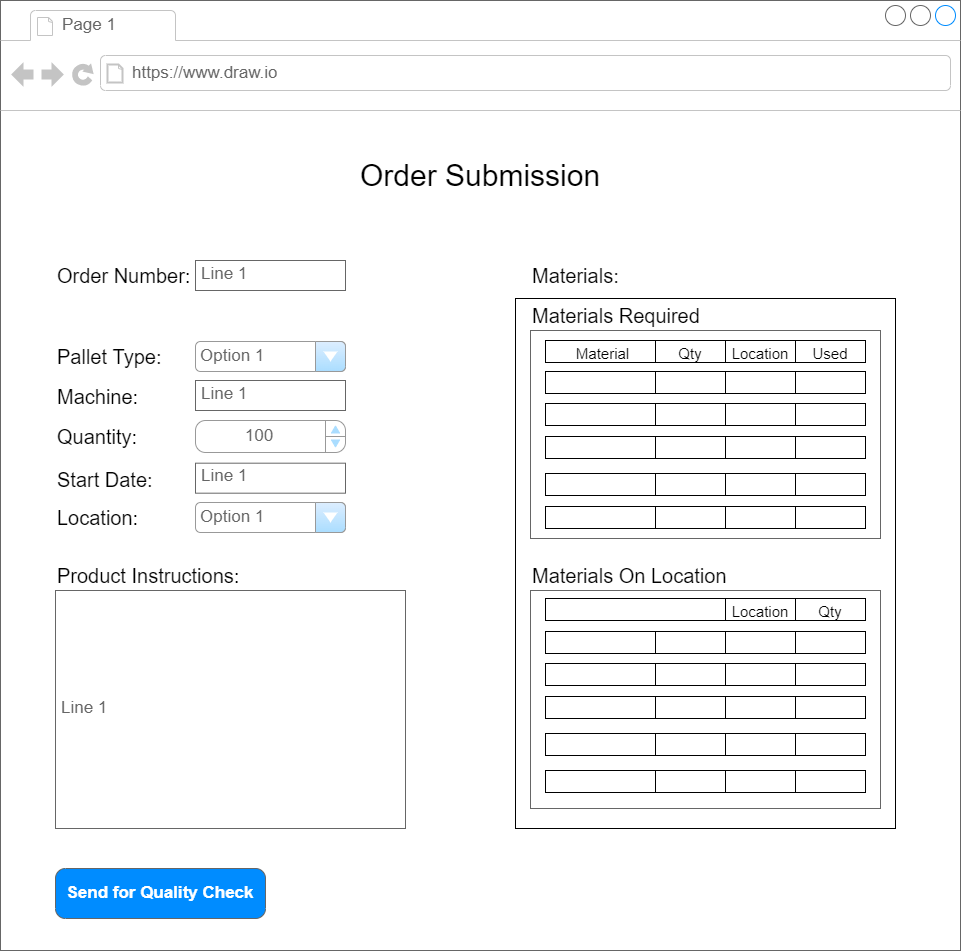 Page 1
https://www.draw.io
Order Submission
Order Number: Line 1
Pallet Type: Option 1
Machine: Line 1
Quantity: 100
Start Date: Line 1
Location: Option 1
Product Instructions:
Line 1
Send for Quality Check
Materials:
Materials Required
Material Qty Location Used
Materials On Location
Location Qty